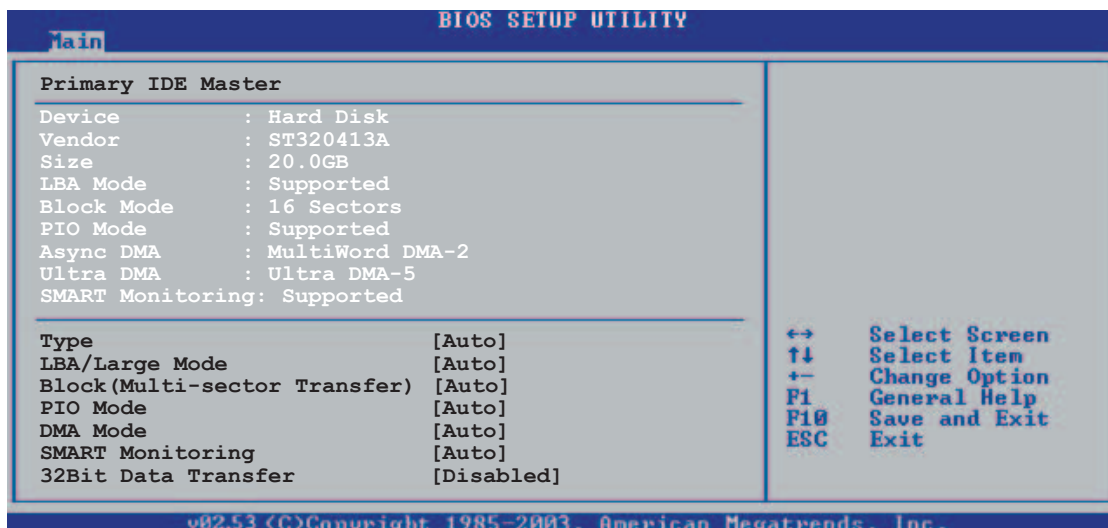 BIOS SETUP UTILITY
Main
Primary IDE Master
Device : Hard Disk
Vendor : ST320413A
Size : 20.0GB
LBA Mode : Supported
Block Mode : 16 Sectors
PIO Mode : Supported
Async DMA : MultiWord DMA-2
Ultra DMA : Ultra DMA-5
SMART Monitoring: Supported
Type [Auto]
LBA/Large Mode [Auto]
Block(Multi-sector Transfer) [Auto]
PIO Mode [Auto]
DMA Mode [Auto]
SMART Monitoring [Auto]
32Bit Data Transfer [Disabled]
↔ Select Screen
↑↓ Select Item
+- Change Option
F1 General Help
F10 Save and Exit
ESC Exit
v02.53 (C)Copyright 1985-2003, American Megatrends, Inc.